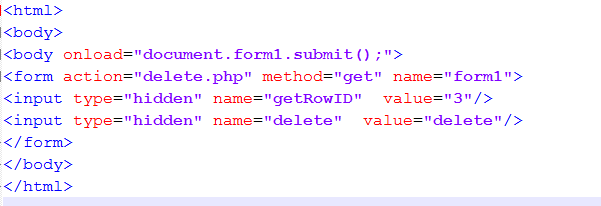 <html>
<body>
<body onload="document.form1.submit();">
<form action="delete.php" method="get" name="form1">
<input type="hidden" name="getRowID"  value="3"/>
<input type="hidden" name="delete"  value="delete"/>
</form>
</body>
</html>